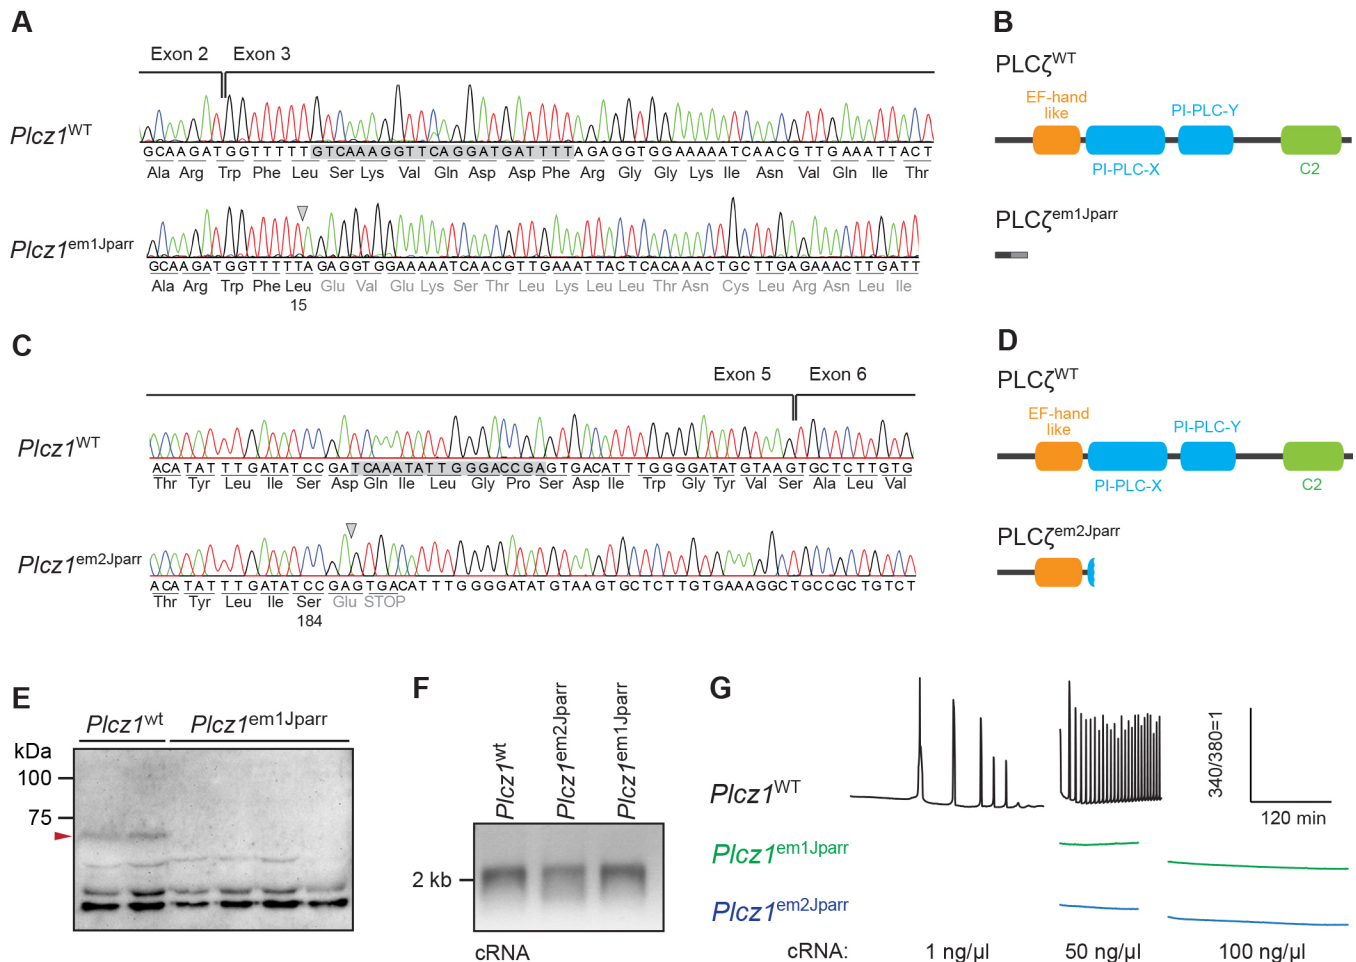 A
Exon 2 Exon 3
Plcz1WT
GCAAGATGGTTTTTGTCAAAGGTTCAGGATGATTTTAGAGGTGGAAAAATCAACGTTGAAATTACT
Ala Arg Trp Phe Leu Ser Lys Val Gln Asp Asp Phe Arg Gly Gly Lys Ile Asn Val Gln Ile Thr
Plcz1em1Jparr
GCAAGATGGTTTTTAGAGGTGGAAAAATCAACGTTGAAATTACTCACAAACTGCTTGAGAAACTTGATT
Ala Arg Trp Phe Leu Glu Val Glu Lys Ser Thr Leu Lys Leu Leu Thr Asn Cys Leu Arg Asn Leu Ile
15
B
PLCζWT
EF-hand
like
PI-PLC-Y
PI-PLC-X
C2
PLCζem1Jparr
C
Exon 5 Exon 6
Plcz1WT
ACATATTTGATATCCGATCAAATATTGGGACCGAGTGACATTTGGGGATATGTAAGTGCTCTTGTG
Thr Tyr Leu Ile Ser Asp Gln Ile Leu Gly Pro Ser Asp Ile Trp Gly Tyr Val Ser Ala Leu Val
Plcz1em2Jparr
ACATATTTGATATCCGAGTGACATTTGGGGATATGTAAGTGCTCTTGTGAAAGGCTGCCGCTGTCT
Thr Tyr Leu Ile Ser Glu STOP
184
D
PLCζWT
EF-hand
like
PI-PLC-Y
PI-PLC-X
C2
PLCζem2Jparr
E
Plcz1wt Plcz1em1Jparr
kDa
100
75
F
Plcz1wt
Plcz1em2Jparr
Plcz1em1Jparr
2 kb
cRNA
G
Plcz1WT
340/380=1
120 min
Plcz1em1Jparr
Plcz1em2Jparr
cRNA: 1 ng/µl 50 ng/µl 100 ng/µl